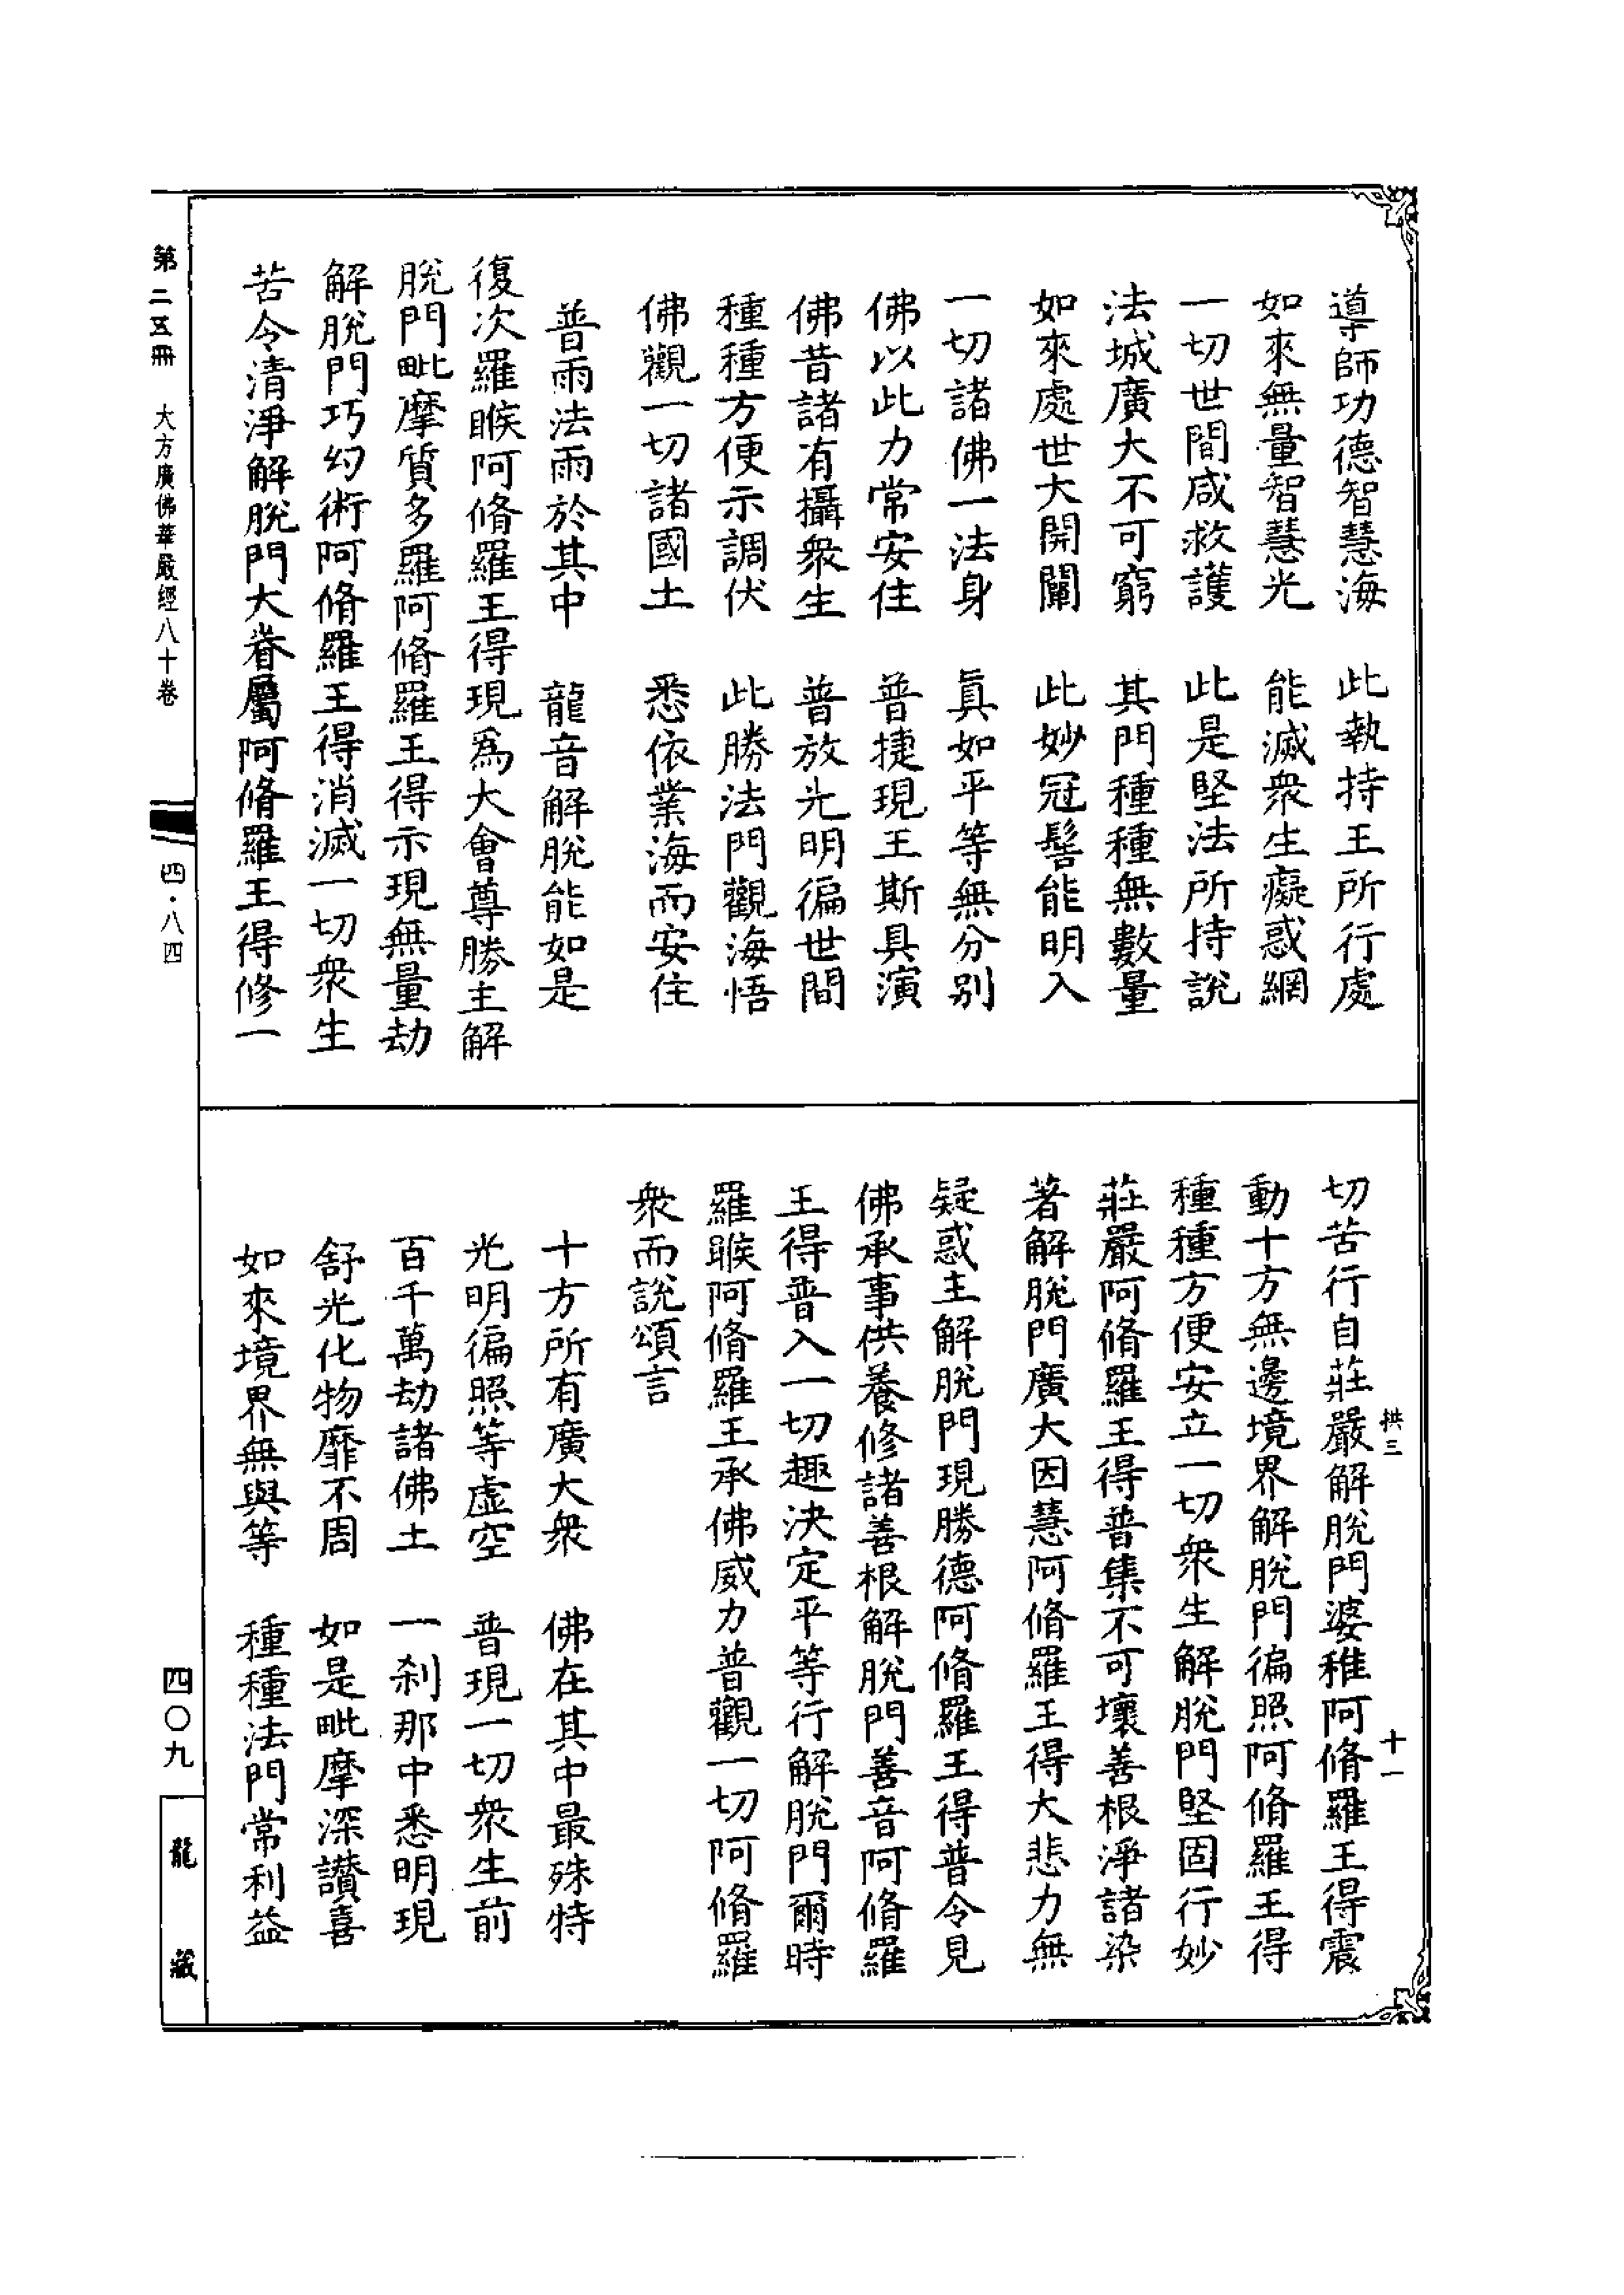 導師功德智慧海　此執持王所行處
如來無量智慧光　能滅衆生癡惑網
一切世間咸救護　此是堅法所持說
法城廣大不可窮　其門種種無數量
如來處世大開闡　此妙冠髻能明入
一切諸佛一法身　眞如平等無分別
佛以此力常安住　普捷現王斯具演
佛昔諸有攝衆生　普放光明徧世間
種種方便示調伏　此勝法門觀海悟
佛觀一切諸國土　悉依業海而安住
普雨法雨於其中　龍音解脫能如是
復次羅睺阿脩羅王得現爲大會尊勝主解
脫門毗摩質多羅阿脩羅王得示現無量劫
解脫門巧幻術阿脩羅王得消滅一切衆生
苦令清淨解脫門大眷屬阿脩羅王得修一
切苦行自莊嚴解脫門婆稚阿脩羅王得震
動十方無邊境界解脫門徧照阿脩羅王得
種種方便安立一切衆生解脫門堅固行妙
莊嚴阿脩羅王得普集不可壞善根淨諸染
著解脫門廣大因慧阿脩羅王得大悲力無
疑惑主解脫門現勝德阿脩羅王得普令見
佛承事供養修諸善根解脫門善音阿脩羅
王得普入一切趣決定平等行解脫門爾時
羅睺阿脩羅王承佛威力普觀一切阿脩羅
衆而說頌言
十方所有廣大衆　佛在其中最殊特
光明徧照等虛空　普現一切衆生前
百千萬劫諸佛土　一刹那中悉明現
舒光化物靡不周　如是毗摩深讚喜
如來境界無與等　種種法門常利益
拱三
十一
第二五冊　大方廣佛華嚴經八十卷
四・八四
四〇九
龍藏